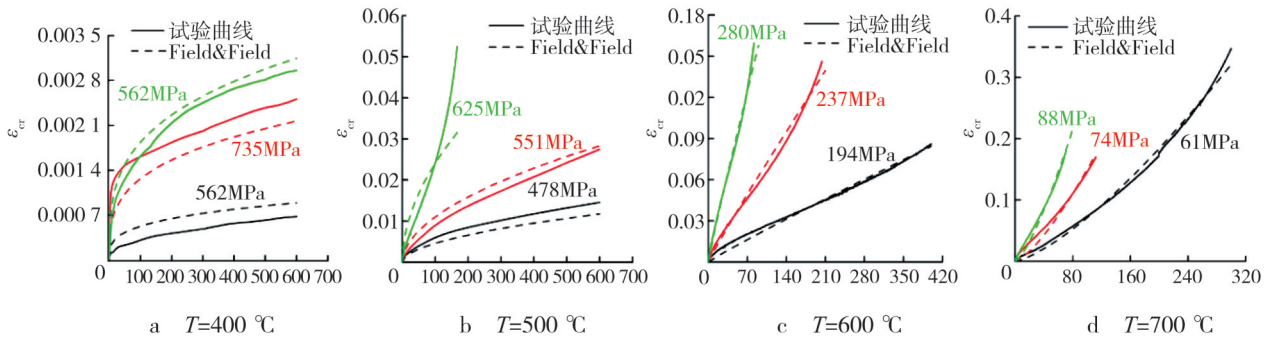 0.003 5
0.002 8
0.002 1
0.001 4
0.000 7
0
εcr
试验曲线
Field&Field
562MPa
735MPa
562MPa
100 200 300 400 500 600 700
a T=400 ℃
0.06
0.05
0.04
0.03
0.02
0.01
0
εcr
试验曲线
Field&Field
625MPa
551MPa
478MPa
100 200 300 400 500 600 700
b T=500 ℃
0.18
0.15
0.02
0.09
0.06
0.03
0
εcr
试验曲线
Field&Field
280MPa
237MPa
194MPa
70 140 210 280 350 420
c T=600 ℃
0.4
0.3
0.2
0.1
0
εcr
试验曲线
Field&Field
88MPa
74MPa
61MPa
80 160 240 320
d T=700 ℃